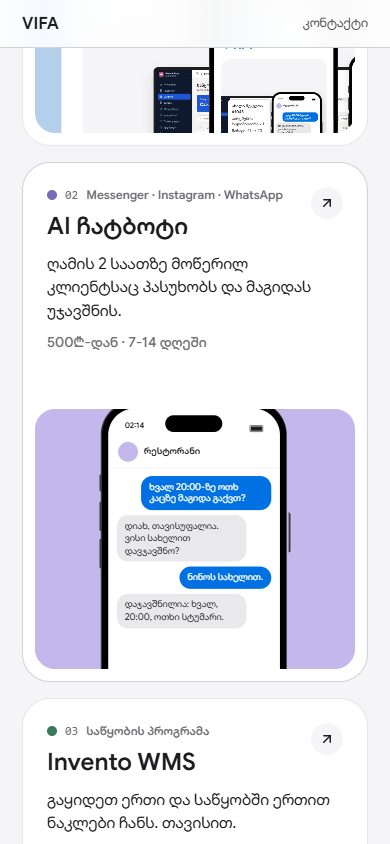 VIFA
კონტაქტი
02 Messenger · Instagram · WhatsApp
AI ჩატბოტი
ღამის 2 საათზე მოწერილ
კლიენტსაც პასუხობს და მაგიდას
უჯავშნის.
500₾-დან · 7-14 დღეში
02:14
რესტორანი
ხვალ 20:00-ზე ოთხ
კაცზე მაგიდა გაქვთ?
დიახ, თავისუფალია.
ვისი სახელით
დავჯავშნო?
ნინოს სახელით.
დაჯავშნილია: ხვალ,
20:00, ოთხი სტუმარი.
03 საწყობის პროგრამა
Invento WMS
გაყიდეთ ერთი და საწყობში ერთით
ნაკლები ჩანს. თავისით.